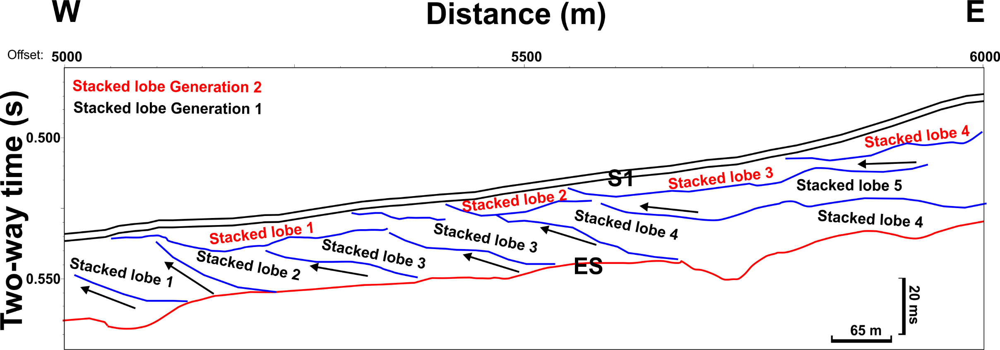 W
Distance (m)
E
Offset:
5000
5500
6000
Two-way time (s)
Stacked lobe Generation 2
Stacked lobe Generation 1
0.500
0.550
Stacked lobe 4
S1
Stacked lobe 3
Stacked lobe 5
Stacked lobe 2
Stacked lobe 4
Stacked lobe 4
Stacked lobe 1
Stacked lobe 3
Stacked lobe 3
Stacked lobe 2
Stacked lobe 1
ES
20 ms
65 m